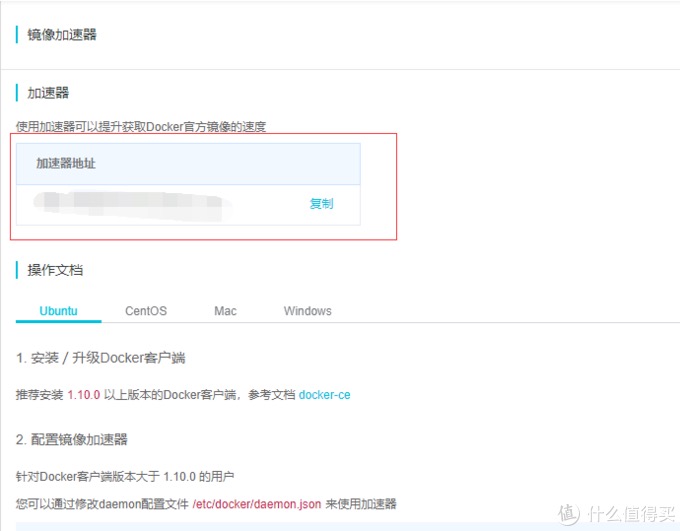 镜像加速器
加速器
使用加速器可以提升获取Docker官方镜像的速度
加速器地址
复制
操作文档
Ubuntu CentOS Mac Windows
1. 安装 / 升级Docker客户端
推荐安装 1.10.0 以上版本的Docker客户端，参考文档 docker-ce
2. 配置镜像加速器
针对Docker客户端版本大于 1.10.0 的用户
您可以通过修改daemon配置文件 /etc/docker/daemon.json 来使用加速器
值 什么值得买